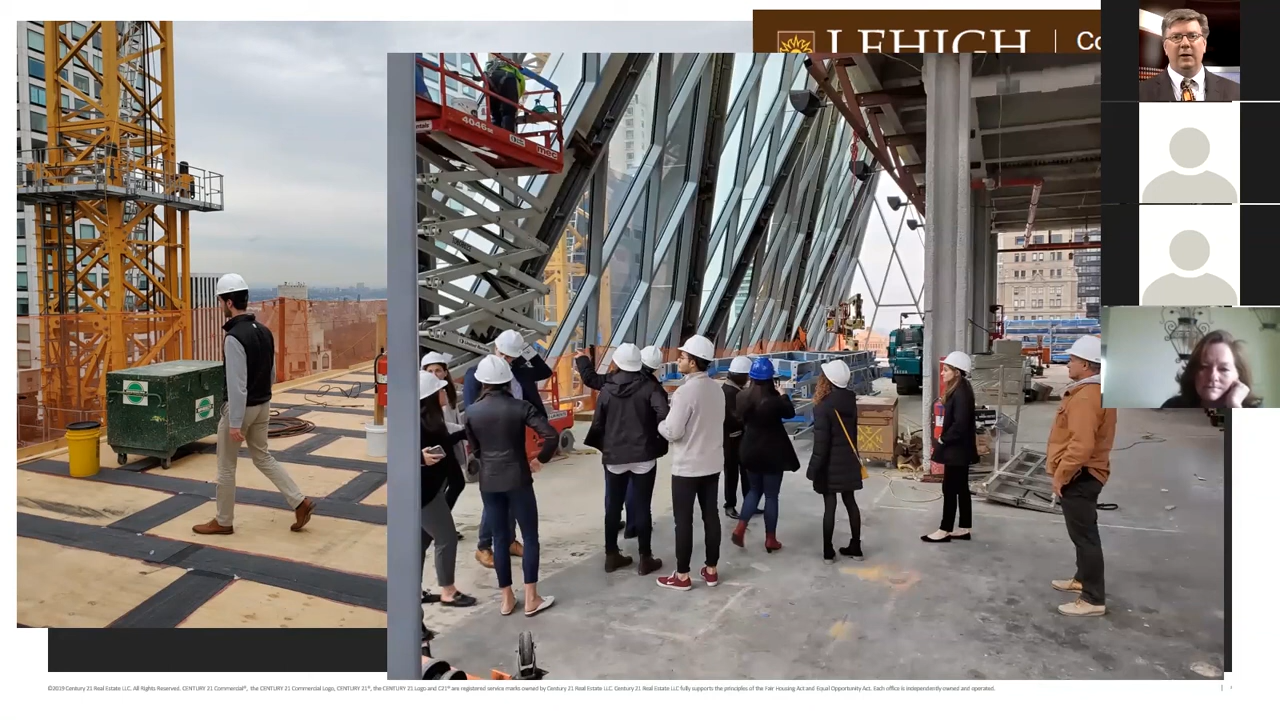 LEHIGH | Co
4046
mec
©2019 Century 21 Real Estate LLC. All Rights Reserved. CENTURY 21 Commercial®, the CENTURY 21 Commercial Logo, CENTURY 21®, the CENTURY 21 Logo and C21® are registered service marks owned by Century 21 Real Estate LLC. Century 21 Real Estate LLC fully supports the principles of the Fair Housing Act and Equal Opportunity Act. Each office is independently owned and operated.